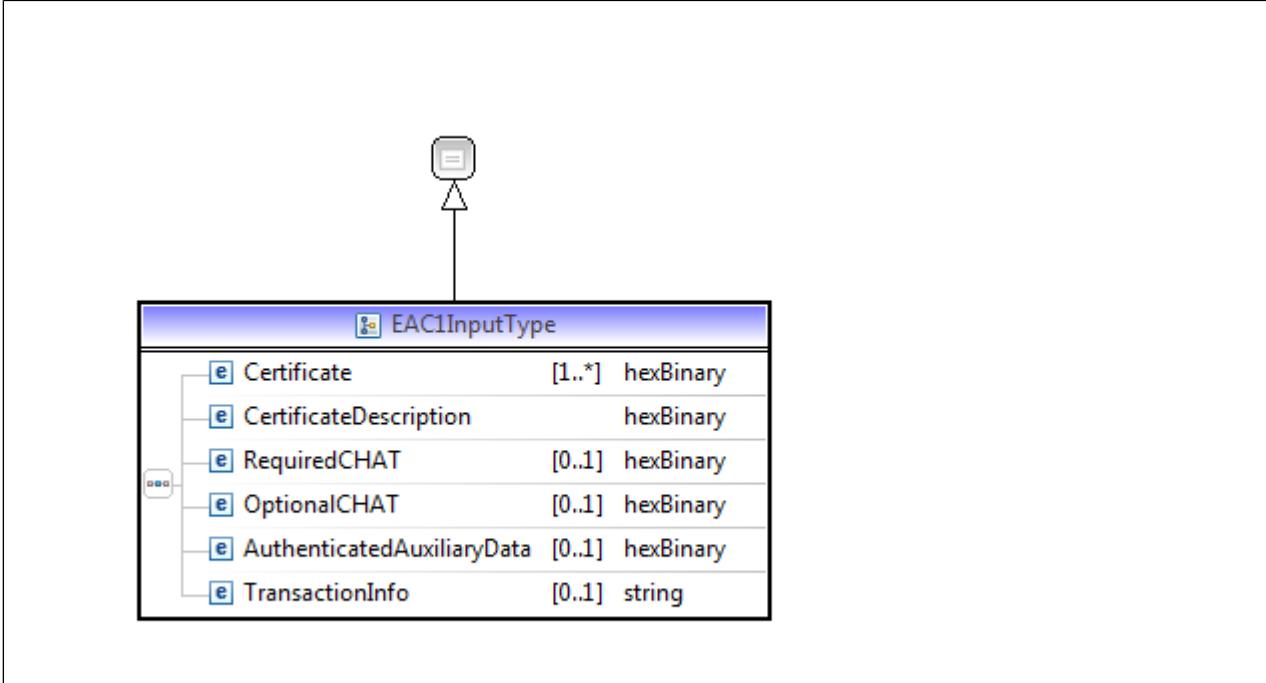 EAC1InputType
e Certificate [1..*] hexBinary
e CertificateDescription hexBinary
e RequiredCHAT [0..1] hexBinary
e OptionalCHAT [0..1] hexBinary
e AuthenticatedAuxiliaryData [0..1] hexBinary
e TransactionInfo [0..1] string